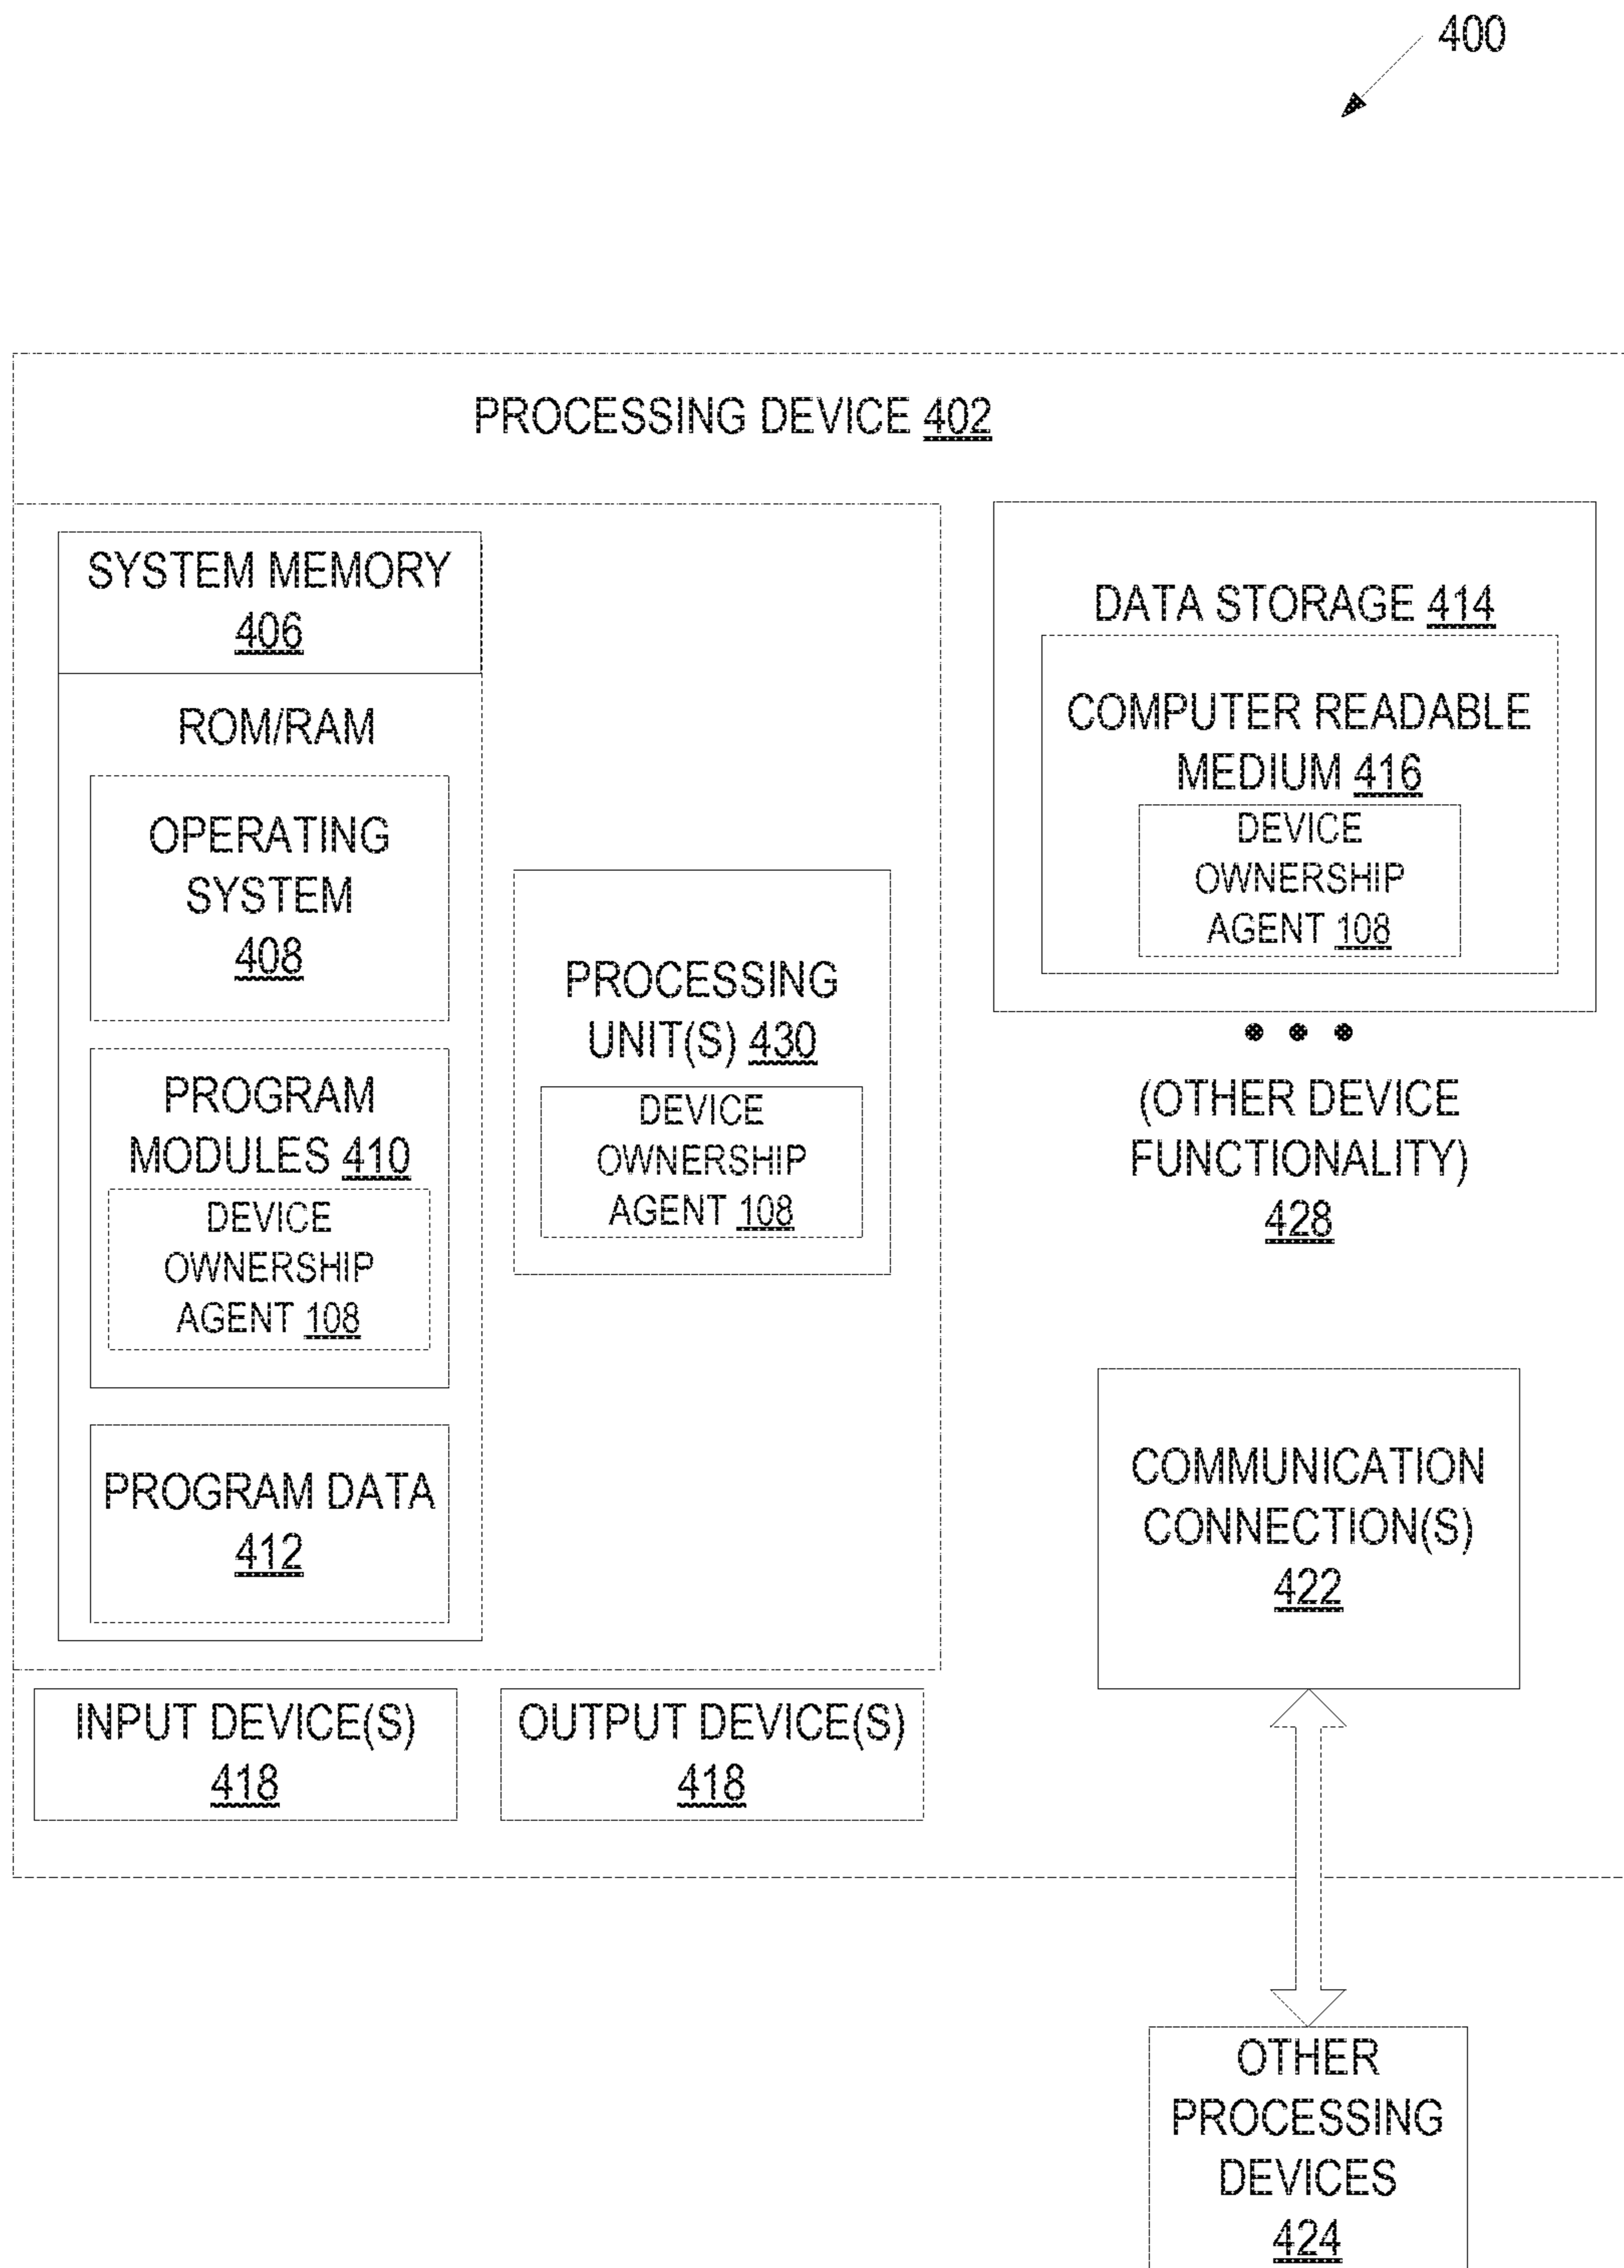 400
PROCESSING DEVICE 402
SYSTEM MEMORY
406
ROM/RAM
OPERATING
SYSTEM
408
PROGRAM
MODULES 410
DEVICE
OWNERSHIP
AGENT 108
PROGRAM DATA
412
PROCESSING
UNIT(S) 430
DEVICE
OWNERSHIP
AGENT 108
DATA STORAGE 414
COMPUTER READABLE
MEDIUM 416
DEVICE
OWNERSHIP
AGENT 108
(OTHER DEVICE
FUNCTIONALITY)
428
COMMUNICATION
CONNECTION(S)
422
INPUT DEVICE(S)
418
OUTPUT DEVICE(S)
418
OTHER
PROCESSING
DEVICES
424